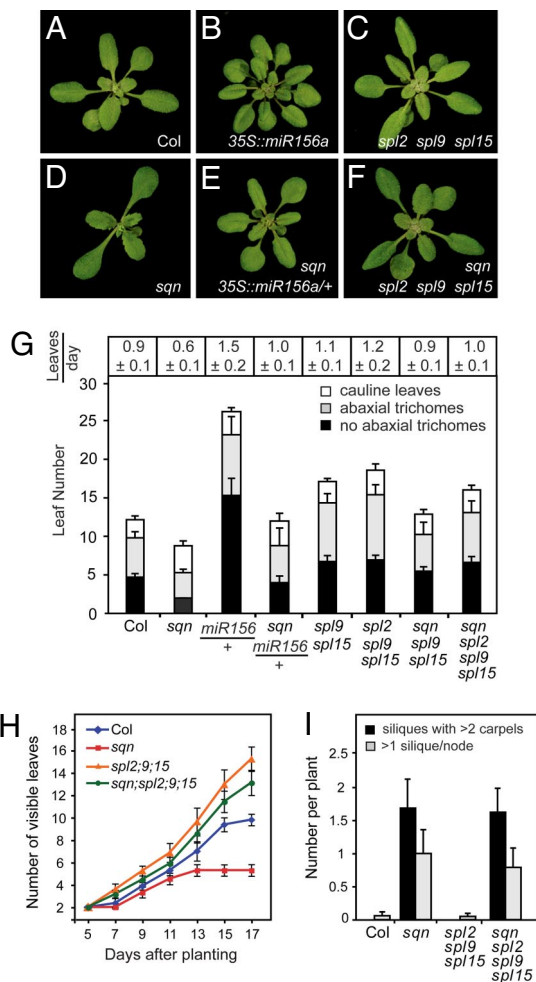 A
Col
B
35S::miR156a
C
spl2 spl9 spl15
D
sqn
E
sqn
35S::miR156a/+
F
sqn
spl2 spl9 spl15
G
Leaves
day
0.9 0.6 1.5 1.0 1.1 1.2 0.9 1.0
± 0.1 ± 0.1 ± 0.2 ± 0.1 ± 0.1 ± 0.2 ± 0.1 ± 0.1
Leaf Number
30
25
20
15
10
5
0
cauline leaves
abaxial trichomes
no abaxial trichomes
Col
sqn
miR156
+
sqn
miR156
+
spl9
spl15
spl2
spl9
spl15
sqn
spl9
spl15
sqn
spl2
spl9
spl15
H
Number of visible leaves
18
16
14
12
10
8
6
4
2
Col
sqn
spl2;9;15
sqn;spl2;9;15
5 7 9 11 13 15 17
Days after planting
I
Number per plant
2.5
2
1.5
1
0.5
0
siliques with >2 carpels
>1 silique/node
Col
sqn
spl2
spl9
spl15
sqn
spl2
spl9
spl15